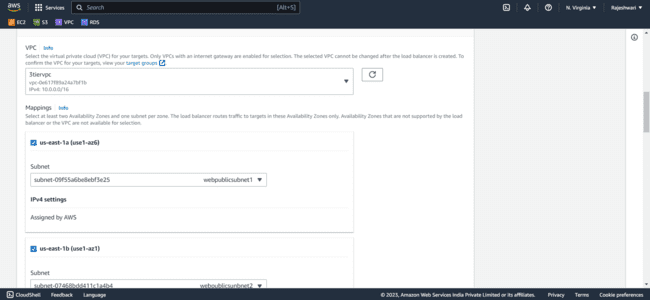 aws
Services
Search
[Alt+S]
N. Virginia
Rajeshwari
EC2
S3
VPC
RDS
VPC Info
Select the virtual private cloud (VPC) for your targets. Only VPCs with an internet gateway are enabled for selection. The selected VPC cannot be changed after the load balancer is created. To
confirm the VPC for your targets, view your target groups
3tiervpc
IPv4: 10.0.0.0/16
Mappings Info
Select at least two Availability Zones and one subnet per zone. The load balancer routes traffic to targets in these Availability Zones only. Availability Zones that are not supported by the load
balancer or the VPC are not available for selection.
us-east-1a (use1-az6)
Subnet
subnet-09f55a6be8ebf3e25 webpublicsubnet1
IPv4 settings
Assigned by AWS
us-east-1b (use1-az1)
Subnet
subnet-07468bdd411c1a4b4 webpublicsunbnet2
CloudShell Feedback Language © 2023, Amazon Web Services India Private Limited or its affiliates. Privacy Terms Cookie preferences